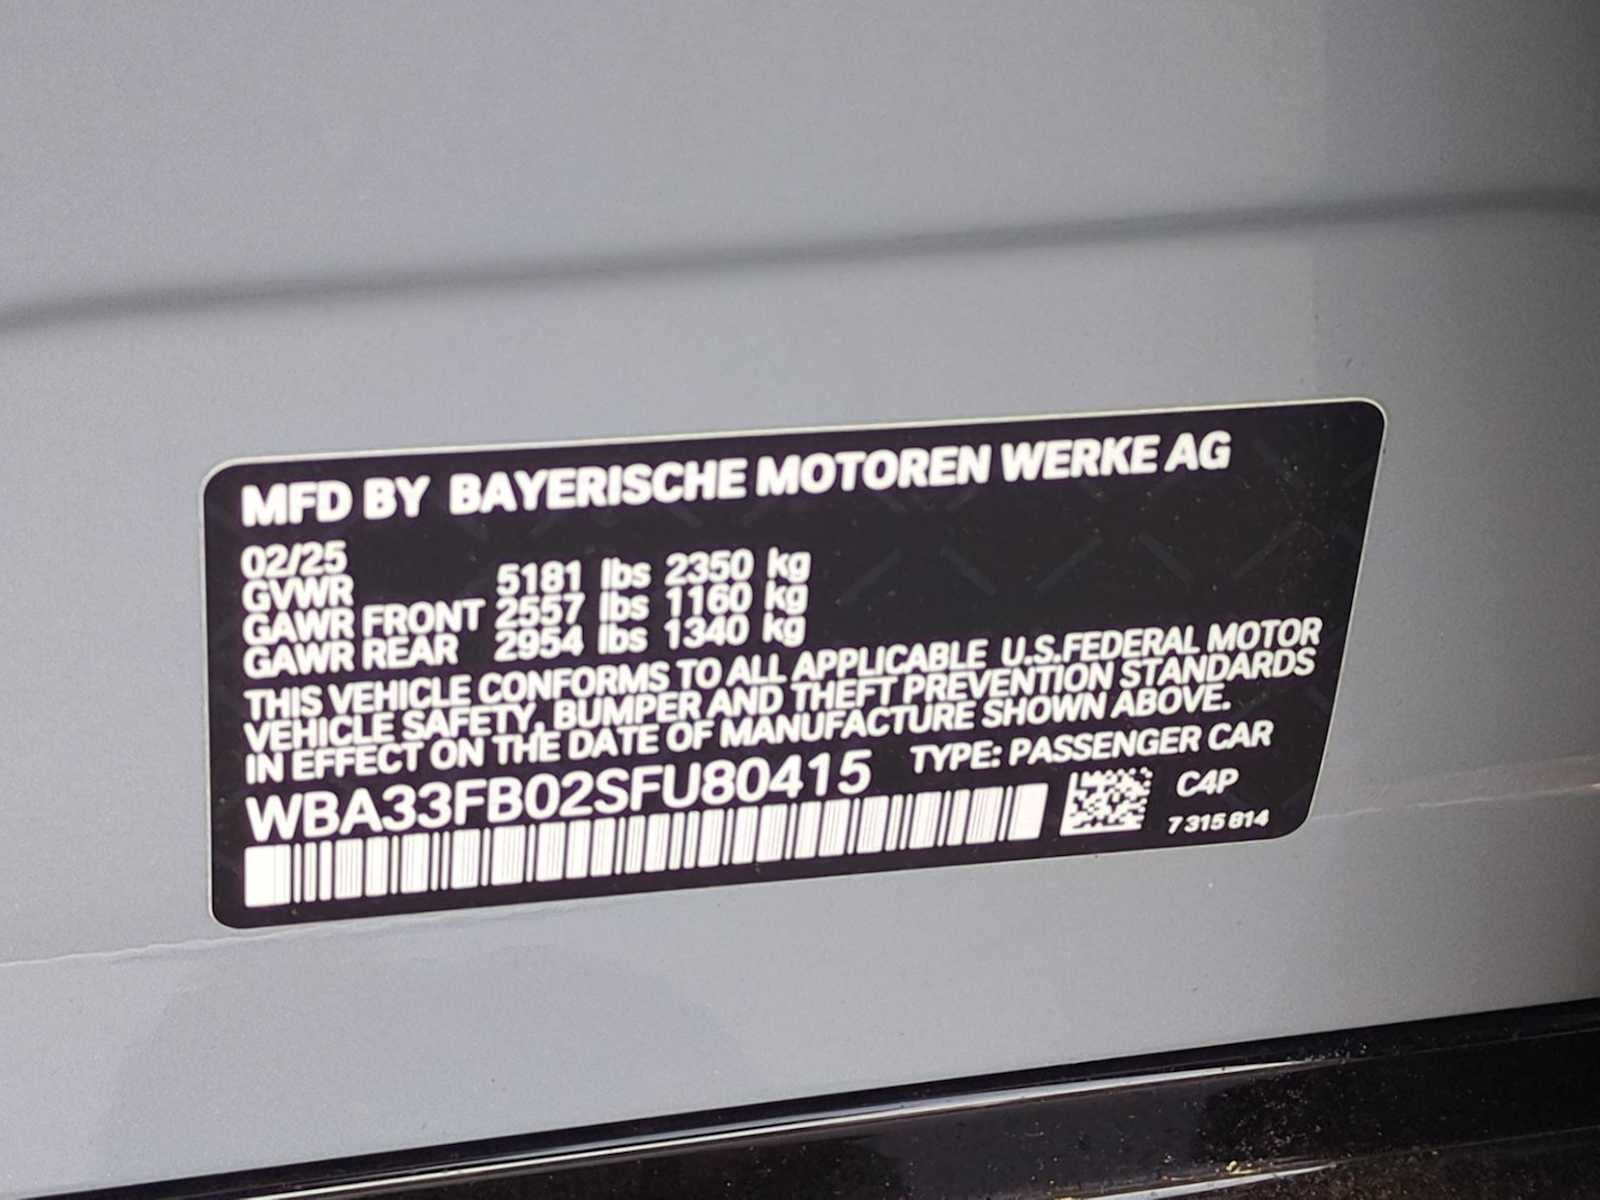 MFD BY BAYERISCHE MOTOREN WERKE AG
02/25
GVWR 5181 lbs 2350 kg
GAWR FRONT 2557 lbs 1160 kg
GAWR REAR 2954 lbs 1340 kg
THIS VEHICLE CONFORMS TO ALL APPLICABLE U.S.FEDERAL MOTOR
VEHICLE SAFETY, BUMPER AND THEFT PREVENTION STANDARDS
IN EFFECT ON THE DATE OF MANUFACTURE SHOWN ABOVE.
WBA33FB02SFU80415 TYPE: PASSENGER CAR
C4P
7 315 814